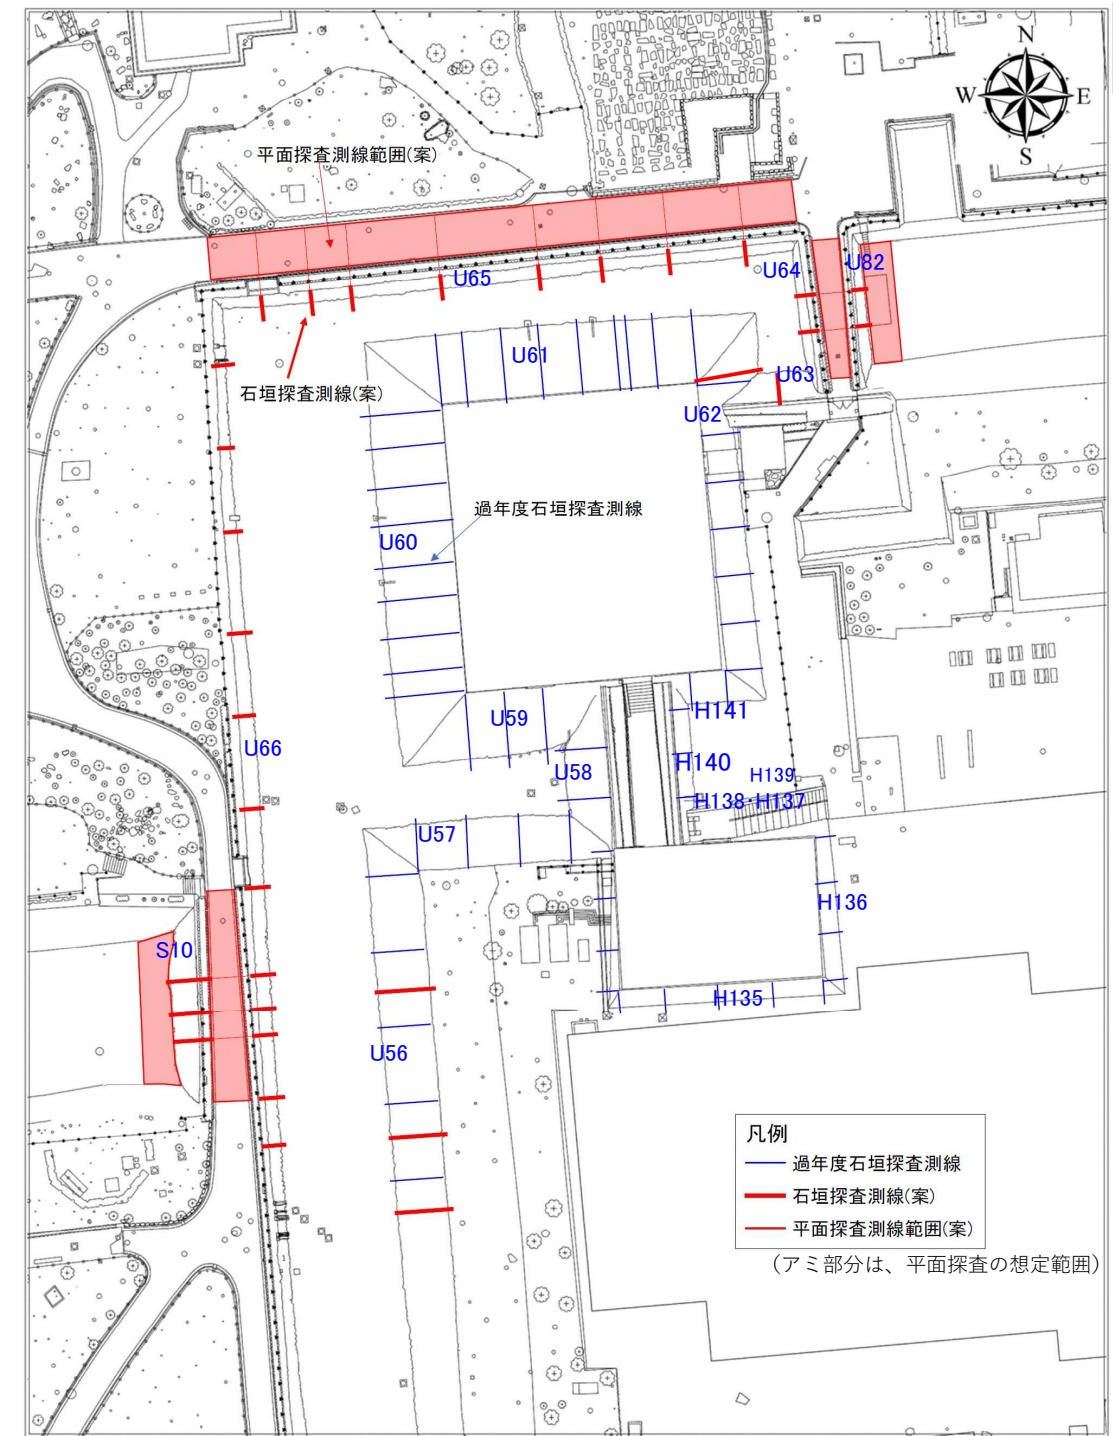 N
W
E
S
平面探査測線範囲(案)
U65
U64
U82
U61
石垣探査測線(案)
U63
U62
過年度石垣探査測線
U60
U59
H141
U66
U58
H140
H139
H138・H137
U57
H136
S10
H135
U56
凡例
過年度石垣探査測線
石垣探査測線(案)
平面探査測線範囲(案)
(アミ部分は、平面探査の想定範囲)